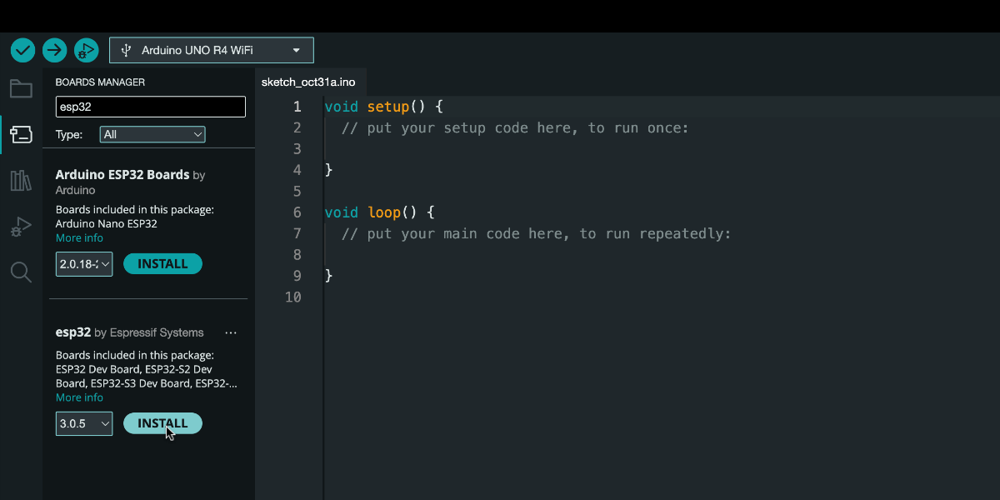 Arduino UNO R4 WiFi
BOARDS MANAGER
esp32
Type: All
Arduino ESP32 Boards by
Arduino
Boards included in this package:
Arduino Nano ESP32
More info
2.0.18-
INSTALL
esp32 by Espressif Systems ...
Boards included in this package:
ESP32 Dev Board, ESP32-S2 Dev
Board, ESP32-S3 Dev Board, ESP32-...
More info
3.0.5
INSTALL
sketch_oct31a.ino
1 void setup() {
2 // put your setup code here, to run once:
3
4 }
5
6 void loop() {
7 // put your main code here, to run repeatedly:
8
9 }
10